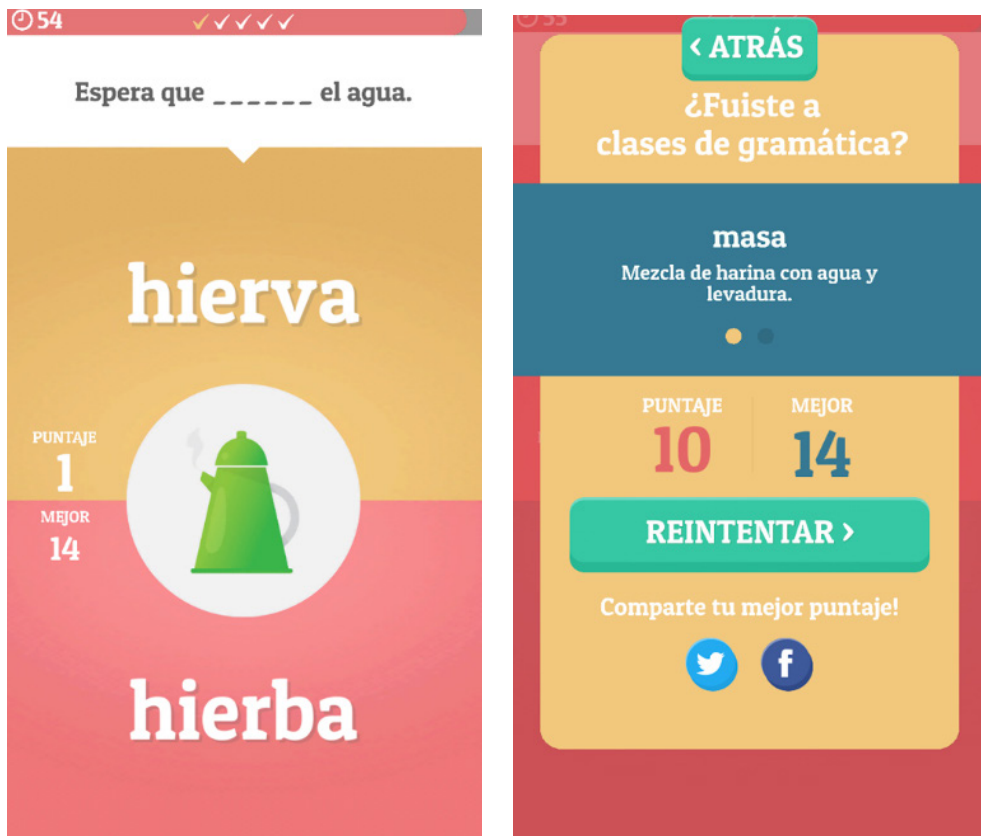 54
Espera que _ _ _ _ _ _ el agua.
hierva
PUNTAJE
1
MEJOR
14
hierba
55
< ATRÁS
¿Fuiste a
clases de gramática?
masa
Mezcla de harina con agua y
levadura.
PUNTAJE MEJOR
10 14
REINTENTAR >
Comparte tu mejor puntaje!